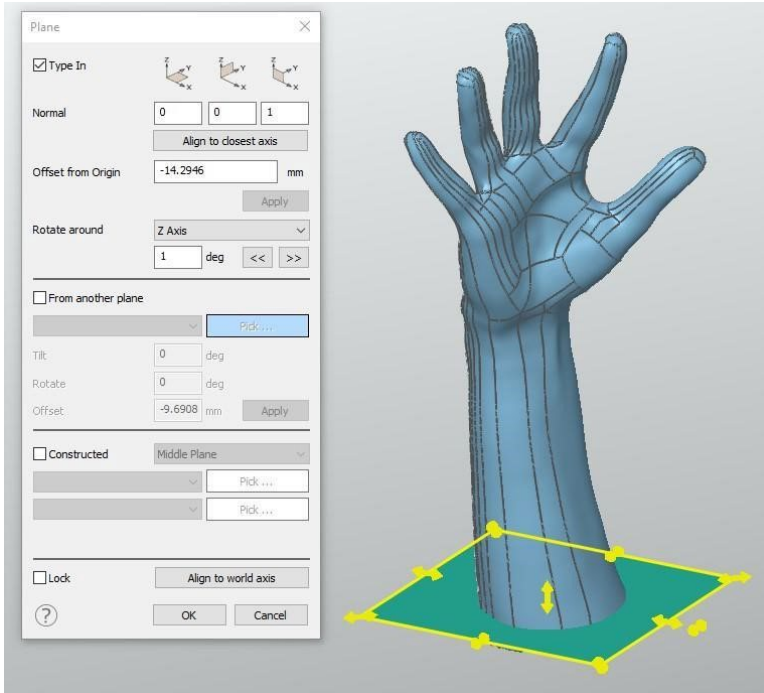 Plane
Type In
Z Y X
Z Y X
Z Y X
Normal 0 0 1
Align to closest axis
Offset from Origin -14.2946 mm
Apply
Rotate around Z Axis
1 deg << >>
From another plane
Pick ...
Tilt 0 deg
Rotate 0 deg
Offset -9.6908 mm Apply
Constructed Middle Plane
Pick ...
Pick ...
Lock Align to world axis
? OK Cancel